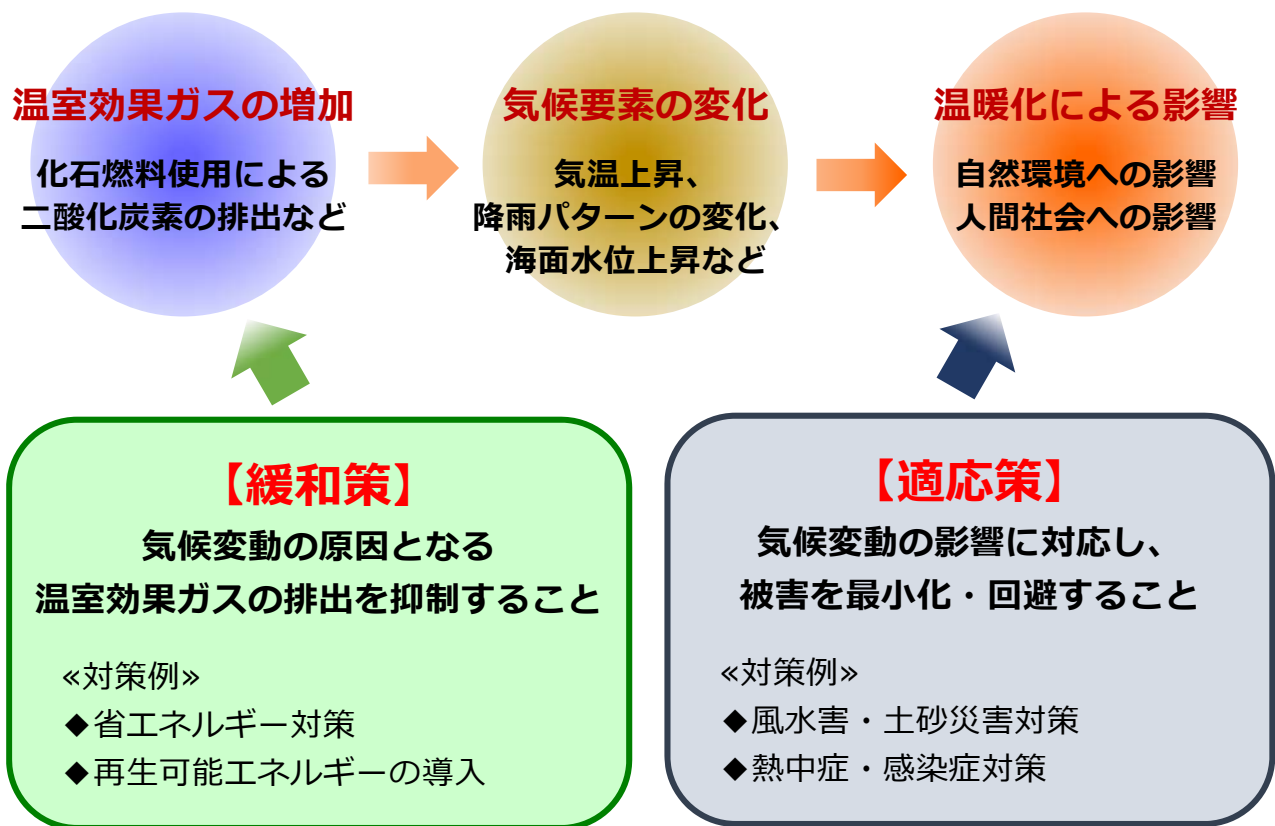 温室効果ガスの増加
化石燃料使用による
二酸化炭素の排出など
気候要素の変化
気温上昇、
降雨パターンの変化、
海面水位上昇など
温暖化による影響
自然環境への影響
人間社会への影響
【緩和策】
気候変動の原因となる
温室効果ガスの排出を抑制すること
«対策例»
◆省エネルギー対策
◆再生可能エネルギーの導入
【適応策】
気候変動の影響に対応し、
被害を最小化・回避すること
«対策例»
◆風水害・土砂災害対策
◆熱中症・感染症対策